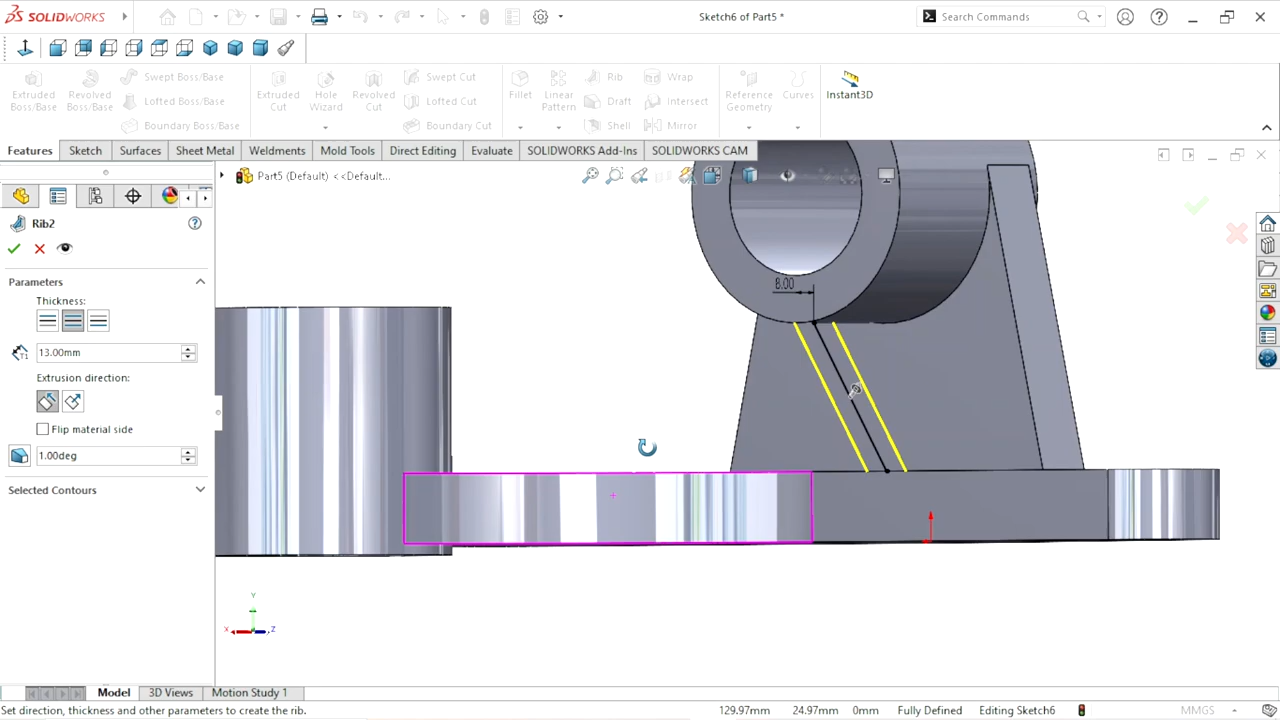 SOLIDWORKS
Sketch6 of Part5 *
Search Commands
Extruded Boss/Base
Revolved Boss/Base
Swept Boss/Base
Lofted Boss/Base
Boundary Boss/Base
Extruded Cut
Hole Wizard
Revolved Cut
Swept Cut
Lofted Cut
Boundary Cut
Fillet
Linear Pattern
Rib
Draft
Shell
Wrap
Intersect
Mirror
Reference Geometry
Curves
Instant3D
Features Sketch Surfaces Sheet Metal Weldments Mold Tools Direct Editing Evaluate SOLIDWORKS Add-Ins SOLIDWORKS CAM
Part5 (Default) <<Default...
Rib2
Parameters
Thickness:
13.00mm
Extrusion direction:
Flip material side
1.00deg
Selected Contours
8.00
Y
X
Z
Model 3D Views Motion Study 1
Set direction, thickness and other parameters to create the rib.
129.97mm 24.97mm 0mm Fully Defined Editing Sketch6 MMGS